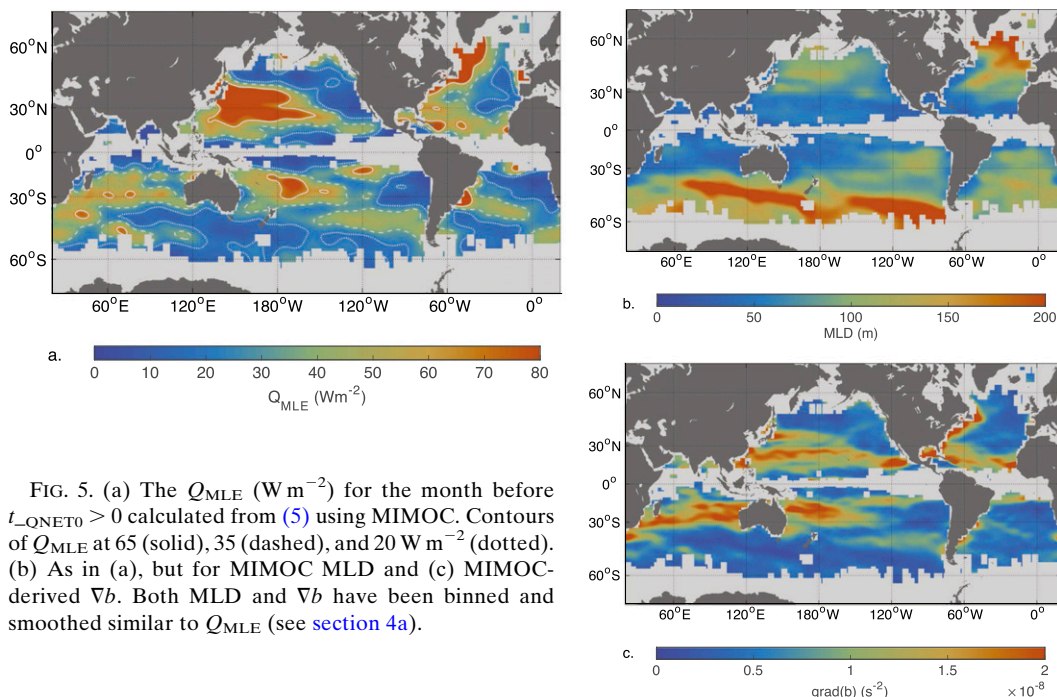 60°N
30°N
0°
30°S
60°S
60°E
120°E
180°W
120°W
60°W
0°
a.
0
10
20
30
40
50
60
70
80
Q_MLE (Wm⁻²)
60°N
30°N
0°
30°S
60°S
60°E
120°E
180°W
120°W
60°W
0°
b.
0
50
100
150
200
MLD (m)
60°N
30°N
0°
30°S
60°S
60°E
120°E
180°W
120°W
60°W
0°
c.
0
0.5
1
1.5
2
grad(b) (s⁻²)
×10⁻⁸
FIG. 5. (a) The Q_MLE (W m⁻²) for the month before
t_QNET0 > 0 calculated from (5) using MIMOC. Contours
of Q_MLE at 65 (solid), 35 (dashed), and 20 W m⁻² (dotted).
(b) As in (a), but for MIMOC MLD and (c) MIMOC-
derived ∇b. Both MLD and ∇b have been binned and
smoothed similar to Q_MLE (see section 4a).